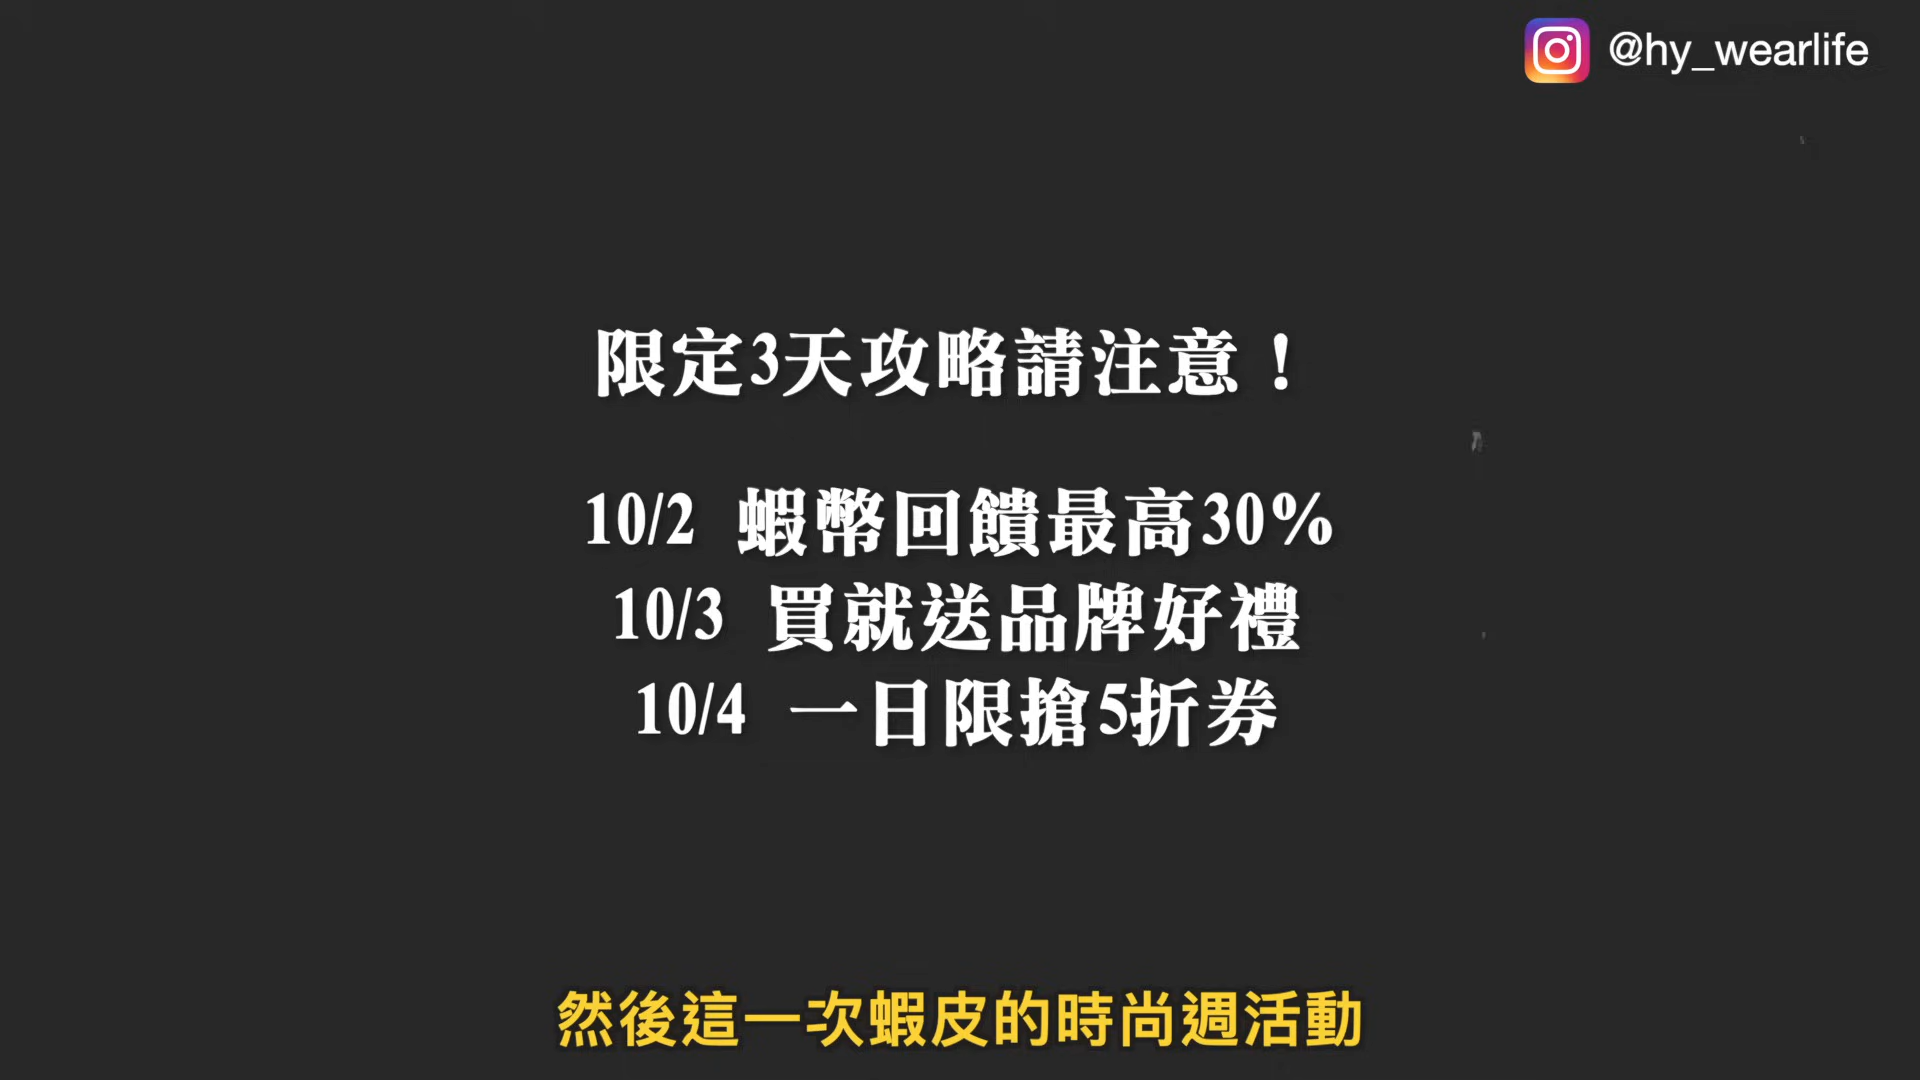 @hy_wearlife
限定3天攻略請注意！
10/2 蝦幣回饋最高30%
10/3 買就送品牌好禮
10/4 一日限搶5折券
然後這一次蝦皮的時尚週活動